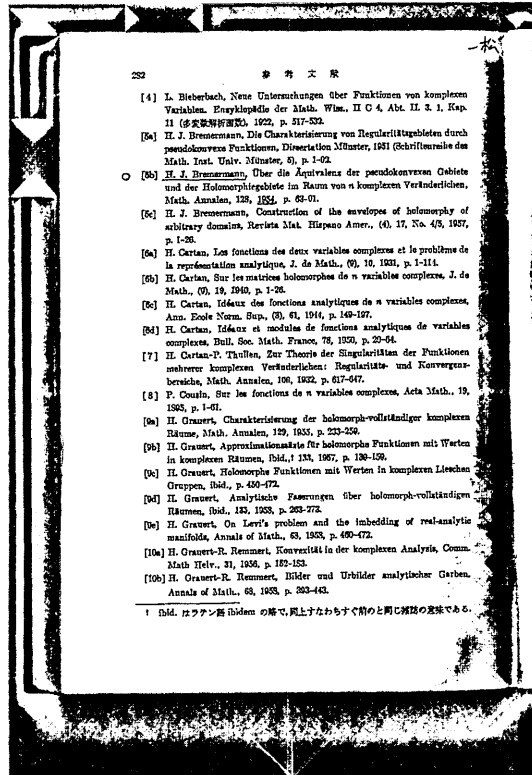 一松
282 参考文献
[4] L. Bieberbach, Neue Untersuchungen über Funktionen von komplexen
Variablen. Enzyklopädie der Math. Wiss., II C 4, Abt. II. 3. 1, Kap.
11 (多変数解析函数), 1922, p. 517-532.
[5a] H. J. Bremermann, Die Charakterisierung von Regularitätsgebieten durch
pseudokonvexe Funktionen, Dissertation Münster, 1951 (Schriftenreihe des
Math. Inst. Univ. Münster, 5), p. 1-92.
[5b] H. J. Bremermann, Über die Äquivalenz der pseudokonvexen Gebiete
und der Holomorphiegebiete im Raum von n komplexen Veränderlichen,
Math. Annalen, 128, 1954, p. 63-91.
[5c] H. J. Bremermann, Construction of the envelopes of holomorphy of
arbitrary domains, Revista Mat. Hispano Amer., (4), 17, No. 4/5, 1957,
p. 1-26.
[6a] H. Cartan, Les fonctions des deux variables complexes et le problème de
la représentation analytique, J. de Math., (9), 10, 1931, p. 1-114.
[6b] H. Cartan, Sur les matrices holomorphes de n variables complexes, J. de
Math., (9), 19, 1940, p. 1-26.
[6c] H. Cartan, Idéaux des fonctions analytiques de n variables complexes,
Ann. Ecole Norm. Sup., (3), 61, 1944, p. 149-197.
[6d] H. Cartan, Idéaux et modules de fonctions analytiques de variables
complexes, Bull. Soc. Math. France, 78, 1950, p. 29-64.
[7] H. Cartan-P. Thullen, Zur Theorie der Singularitäten der Funktionen
mehrerer komplexen Veränderlichen: Regularitäts- und Konvergenz-
bereiche, Math. Annalen, 106, 1932, p. 617-647.
[8] P. Cousin, Sur les fonctions de n variables complexes, Acta Math., 19,
1895, p. 1-61.
[9a] H. Grauert, Charakterisierung der holomorph-vollständiger komplexen
Räume, Math. Annalen, 129, 1955, p. 233-259.
[9b] H. Grauert, Approximationssätze für holomorphe Funktionen mit Werten
in komplexen Räumen, ibid.,† 133, 1957, p. 139-159.
[9c] H. Grauert, Holomorphe Funktionen mit Werten in komplexen Lieschen
Gruppen, ibid., p. 450-472.
[9d] H. Grauert, Analytische Faserungen über holomorph-vollständigen
Räumen, ibid., 135, 1958, p. 263-273.
[9e] H. Grauert, On Levi's problem and the imbedding of real-analytic
manifolds, Annals of Math., 68, 1958, p. 460-472.
[10a] H. Grauert-R. Remmert, Konvexität in der komplexen Analysis, Comm.
Math Helv., 31, 1956, p. 152-183.
[10b] H. Grauert-R. Remmert, Bilder und Urbilder analytischer Garben,
Annals of Math., 68, 1958, p. 393-443.
† ibid. はラテン語 ibidem の略で，同上すなわちすぐ前のと同じ雑誌の意味である．